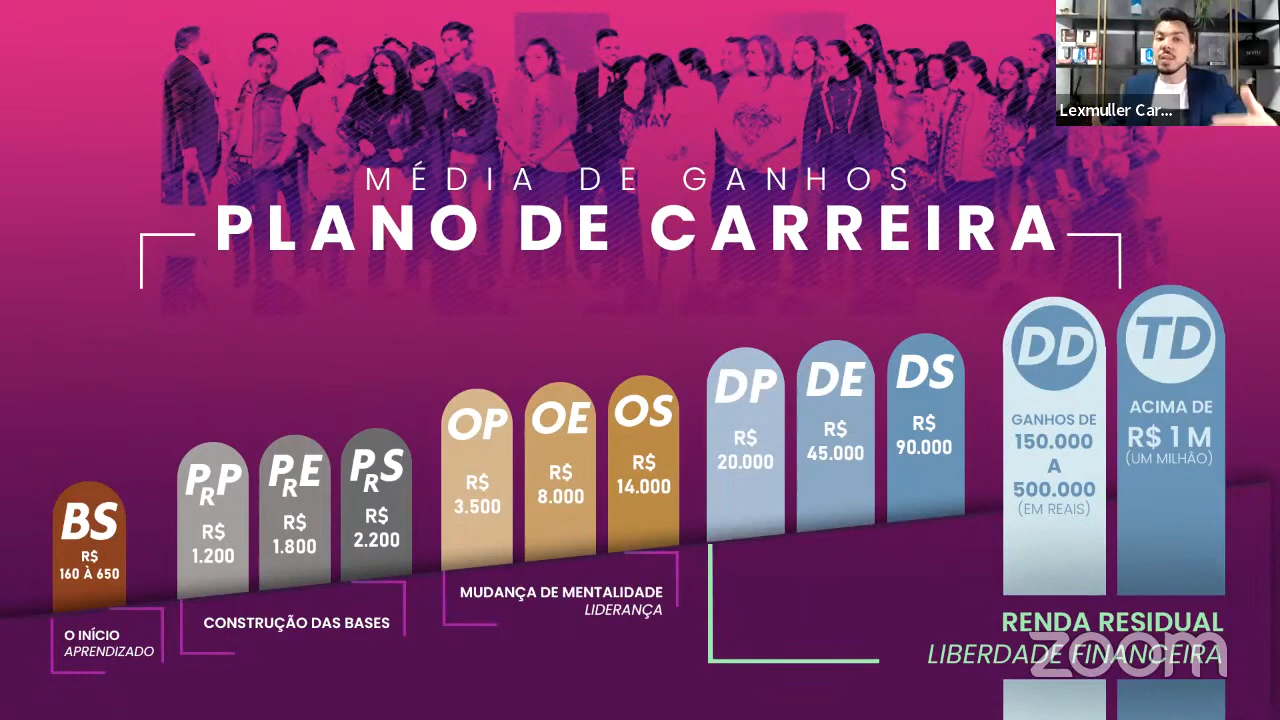 Lexmuller Car...
MÉDIA DE GANHOS
PLANO DE CARREIRA
BS
R$
160 À 650
PRP
R$
1.200
PRE
R$
1.800
PRS
R$
2.200
OP
R$
3.500
OE
R$
8.000
OS
R$
14.000
DP
R$
20.000
DE
R$
45.000
DS
R$
90.000
DD
GANHOS DE
150.000
A
500.000
(EM REAIS)
TD
ACIMA DE
R$ 1 M
(UM MILHÃO)
O INÍCIO
APRENDIZADO
CONSTRUÇÃO DAS BASES
MUDANÇA DE MENTALIDADE
LIDERANÇA
RENDA RESIDUAL
LIBERDADE FINANCEIRA
zoom